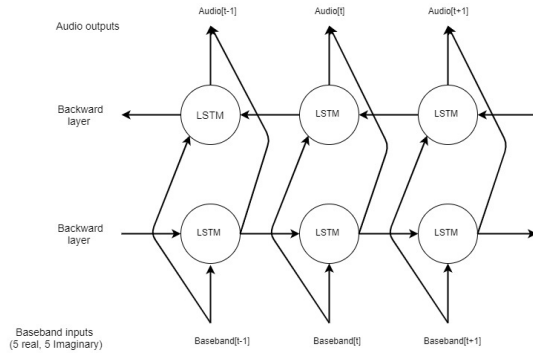 Audio[t-1] Audio[t] Audio[t+1]
Audio outputs
Backward
layer
LSTM LSTM LSTM
Backward
layer
LSTM LSTM LSTM
Baseband inputs
(5 real, 5 Imaginary)
Baseband[t-1] Baseband[t] Baseband[t+1]